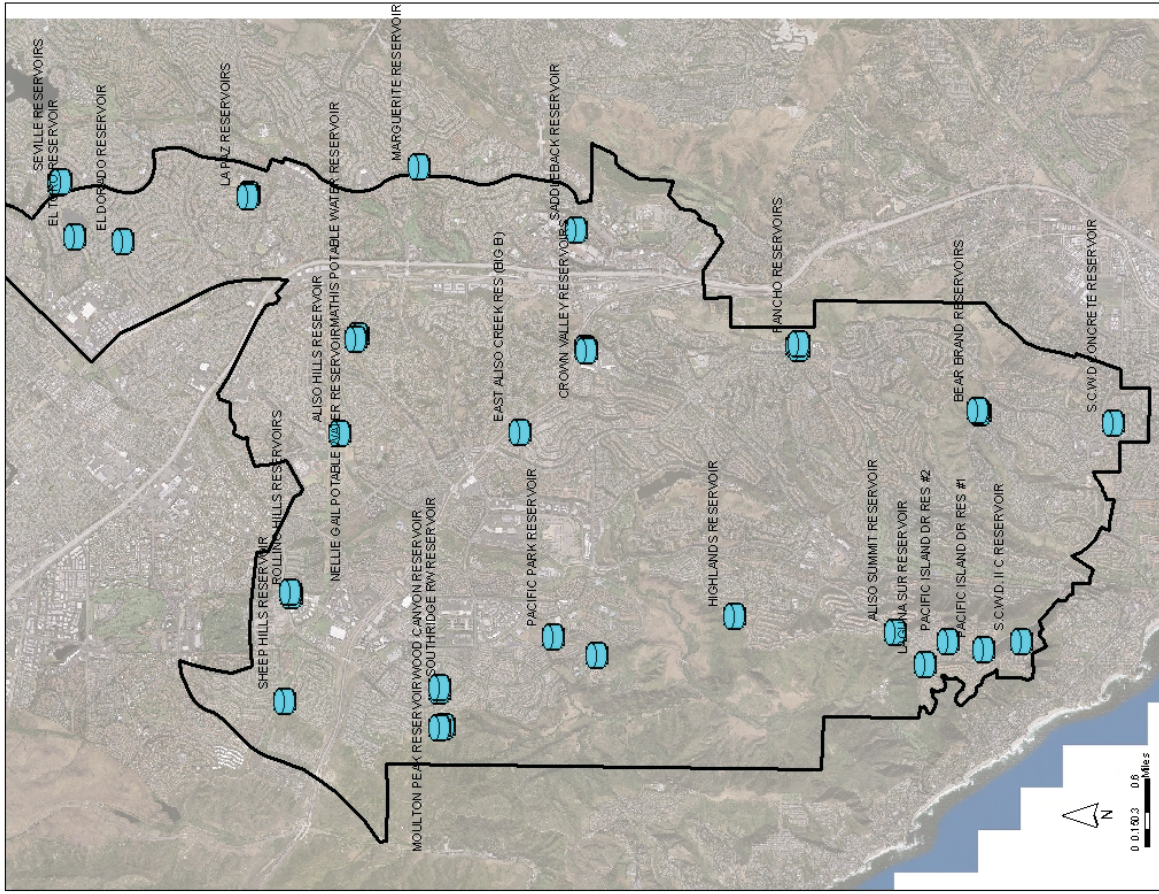 SEVILLE RESERVOIRS
EL TORO RESERVOIR
EL DORADO RESERVOIR
LA PAZ RESERVOIRS
MARGUERITE RESERVOIR
SADDLEBACK RESERVOIR
ALISO HILLS RESERVOIR
NELLIE GAIL POTABLE WATER RESERVOIR
MATHIS POTABLE WATER RESERVOIR
EAST ALISO CREEK RES (BIG B)
CROWN VALLEY RESERVOIRS
RANCHO RESERVOIRS
BEAR BRAND RESERVOIRS
S.C.W.D. CONCRETE RESERVOIR
SHEEP HILLS RESERVOIR
ROLLING HILLS RESERVOIRS
MOULTON PEAK RESERVOIR
WOOD CANYON RESERVOIR
SOUTHRIDGE RW RESERVOIR
PACIFIC PARK RESERVOIR
HIGHLANDS RESERVOIR
ALISO SUMMIT RESERVOIR
LAGUNA SUR RESERVOIR
PACIFIC ISLAND DR RES #2
PACIFIC ISLAND DR RES #1
S.C.W.D. II C RESERVOIR
N
0 0.150.3 0.6
Miles